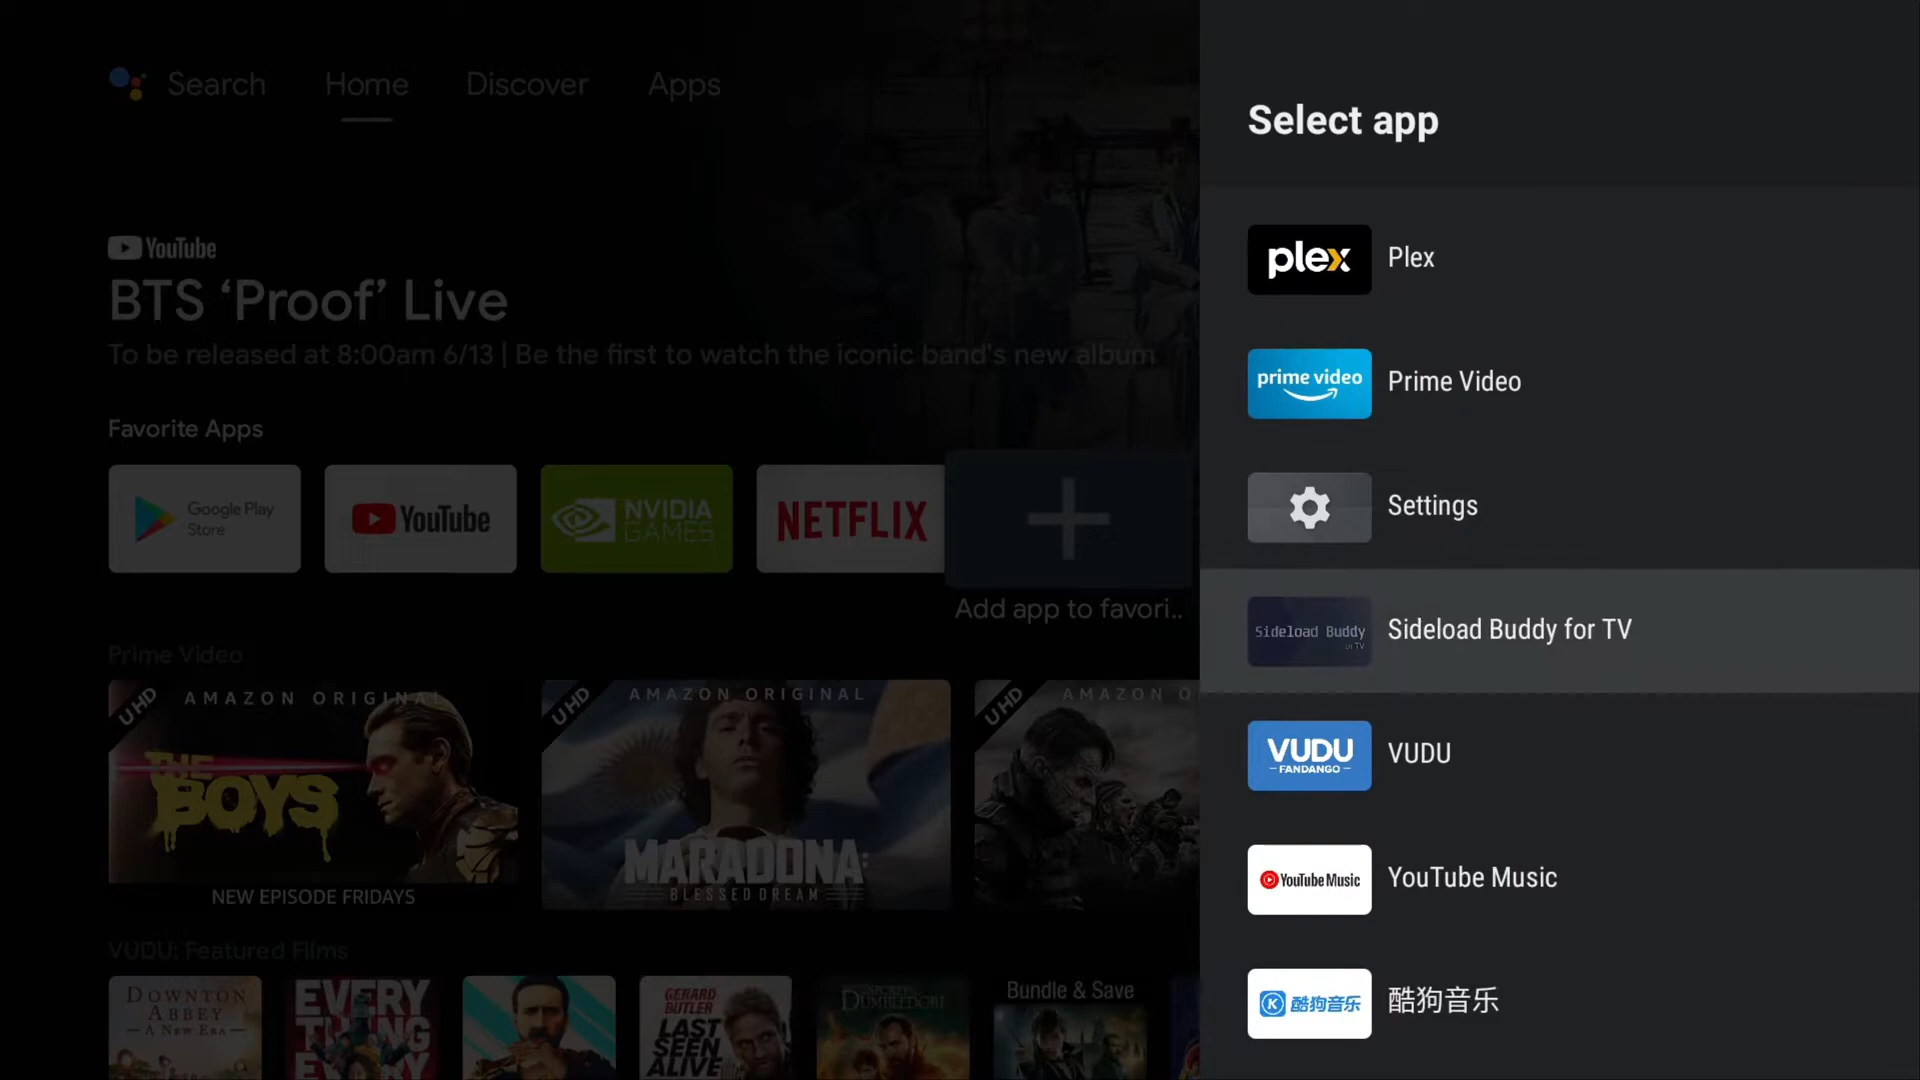 Search
Home
Discover
Apps
YouTube
BTS ‘Proof’ Live
To be released at 8:00am 6/13 | Be the first to watch the iconic band's new album
Favorite Apps
Google Play
Store
YouTube
NVIDIA
GAMES
NETFLIX
Add app to favori..
Prime Video
UHD
AMAZON ORIGINAL
THE
BOYS
NEW EPISODE FRIDAYS
UHD
AMAZON ORIGINAL
MARADONA:
BLESSED DREAM
UHD
AMAZON O
VUDU: Featured Films
DOWNTON
ABBEY
A NEW ERA
EVERY
THING
EVERY
GERARD
BUTLER
LAST
SEEN
ALIVE
DUMBLEDORE
Bundle & Save
Select app
plex
Plex
prime video
Prime Video
Settings
Sideload Buddy
Sideload Buddy for TV
VUDU
FANDANGO
VUDU
YouTube Music
YouTube Music
K 酷狗音乐
酷狗音乐